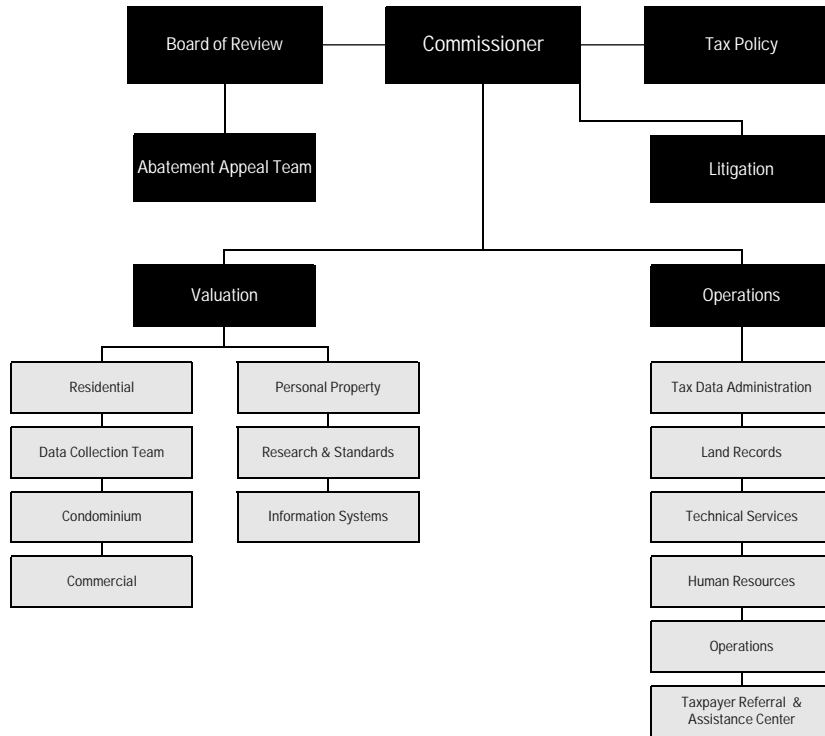 Board of Review
Commissioner
Tax Policy
Abatement Appeal Team
Litigation
Valuation
Operations
Residential
Personal Property
Tax Data Administration
Data Collection Team
Research & Standards
Land Records
Condominium
Information Systems
Technical Services
Commercial
Human Resources
Operations
Taxpayer Referral &
Assistance Center